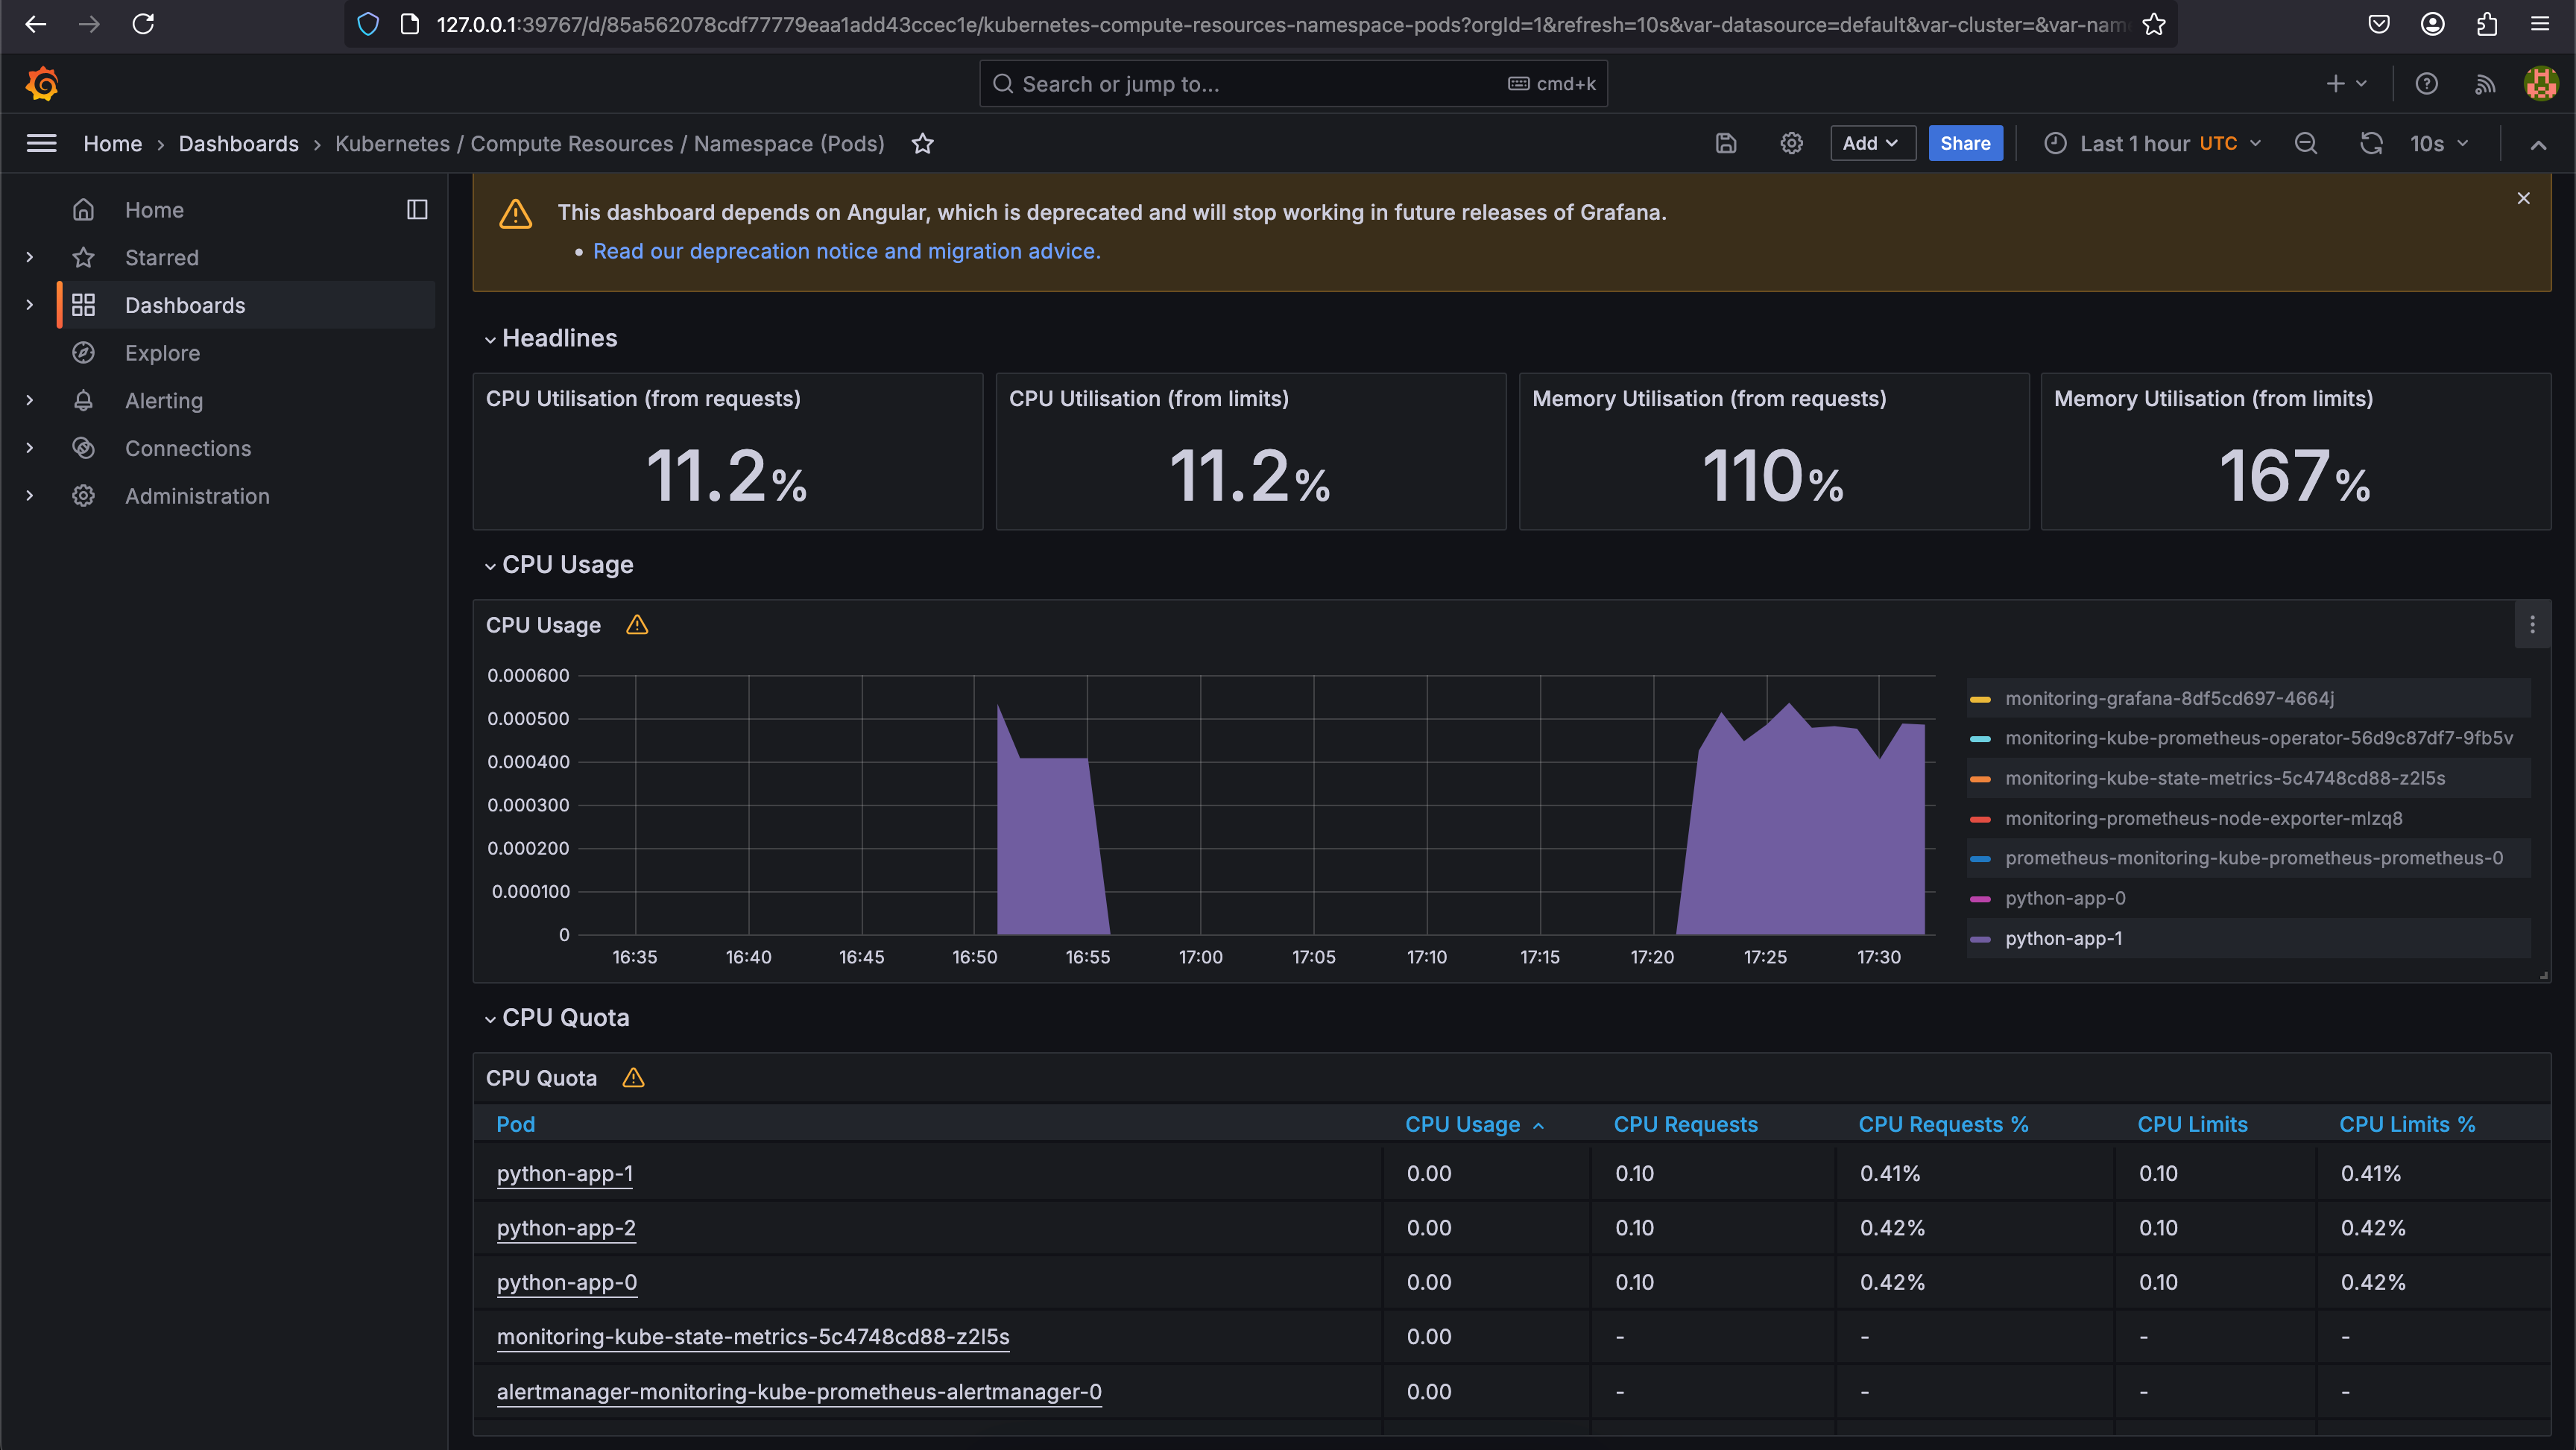 127.0.0.1:39767/d/85a562078cdf77779eaa1add43ccec1e/kubernetes-compute-resources-namespace-pods?orgId=1&refresh=10s&var-datasource=default&var-cluster=&var-nam
Search or jump to... cmd+k
Home › Dashboards › Kubernetes / Compute Resources / Namespace (Pods) Add Share Last 1 hour UTC 10s
Home
Starred
Dashboards
Explore
Alerting
Connections
Administration
This dashboard depends on Angular, which is deprecated and will stop working in future releases of Grafana.
• Read our deprecation notice and migration advice.
Headlines
CPU Utilisation (from requests) CPU Utilisation (from limits) Memory Utilisation (from requests) Memory Utilisation (from limits)
11.2% 11.2% 110% 167%
CPU Usage
CPU Usage
0.000600
0.000500
0.000400
0.000300
0.000200
0.000100
0
16:35 16:40 16:45 16:50 16:55 17:00 17:05 17:10 17:15 17:20 17:25 17:30
monitoring-grafana-8df5cd697-4664j
monitoring-kube-prometheus-operator-56d9c87df7-9fb5v
monitoring-kube-state-metrics-5c4748cd88-z2l5s
monitoring-prometheus-node-exporter-mlzq8
prometheus-monitoring-kube-prometheus-prometheus-0
python-app-0
python-app-1
CPU Quota
CPU Quota
Pod CPU Usage CPU Requests CPU Requests % CPU Limits CPU Limits %
python-app-1 0.00 0.10 0.41% 0.10 0.41%
python-app-2 0.00 0.10 0.42% 0.10 0.42%
python-app-0 0.00 0.10 0.42% 0.10 0.42%
monitoring-kube-state-metrics-5c4748cd88-z2l5s 0.00 - - - -
alertmanager-monitoring-kube-prometheus-alertmanager-0 0.00 - - - -